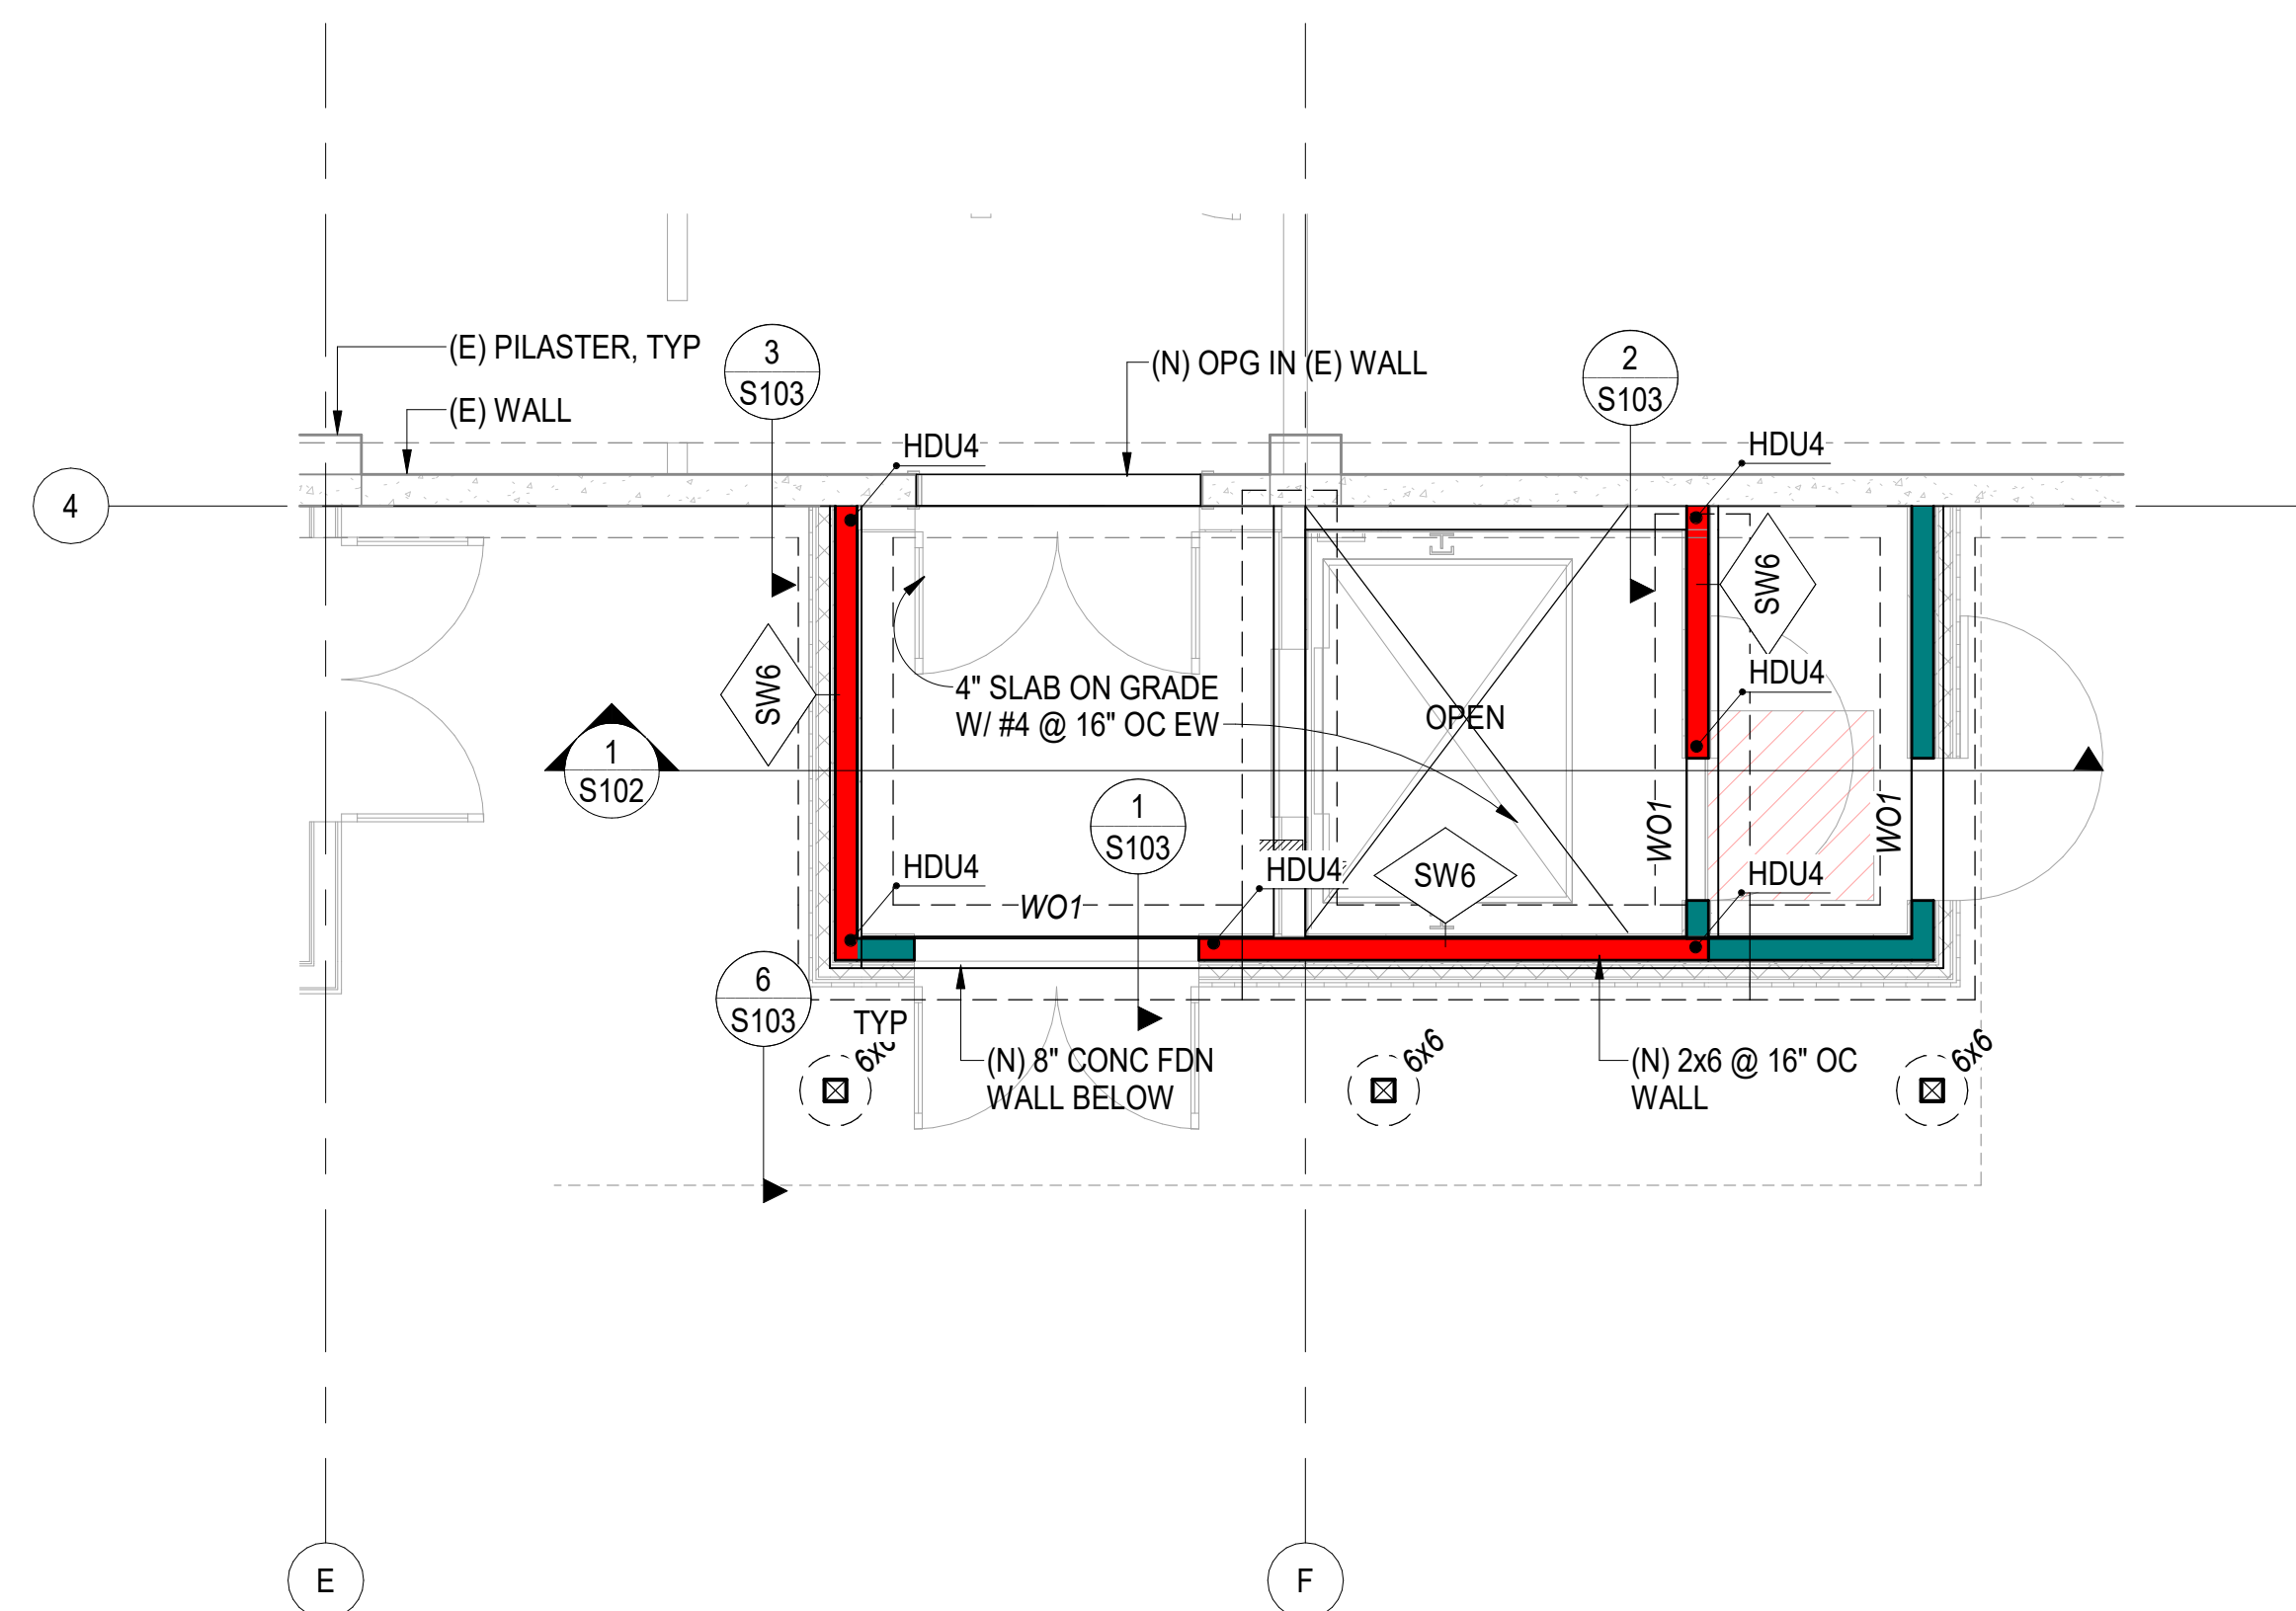 (E) PILASTER, TYP
3
S103
(N) OPG IN (E) WALL
2
S103
(E) WALL
HDU4
HDU4
4
SW6
SW6
HDU4
4" SLAB ON GRADE
W/ #4 @ 16" OC EW
OPEN
1
S102
1
S103
WO1
WO1
HDU4
HDU4
SW6
HDU4
WO1
6
S103
TYP
6x6
6x6
(N) 8" CONC FDN
WALL BELOW
(N) 2x6 @ 16" OC
WALL
E
F